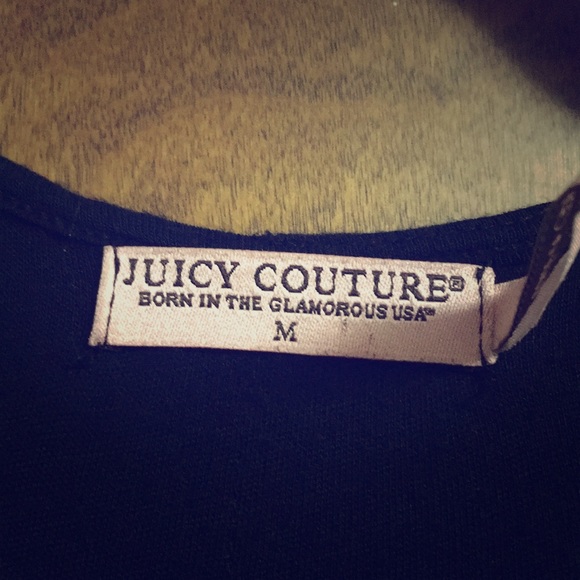 JUICY COUTURE®
BORN IN THE GLAMOROUS USA™
M